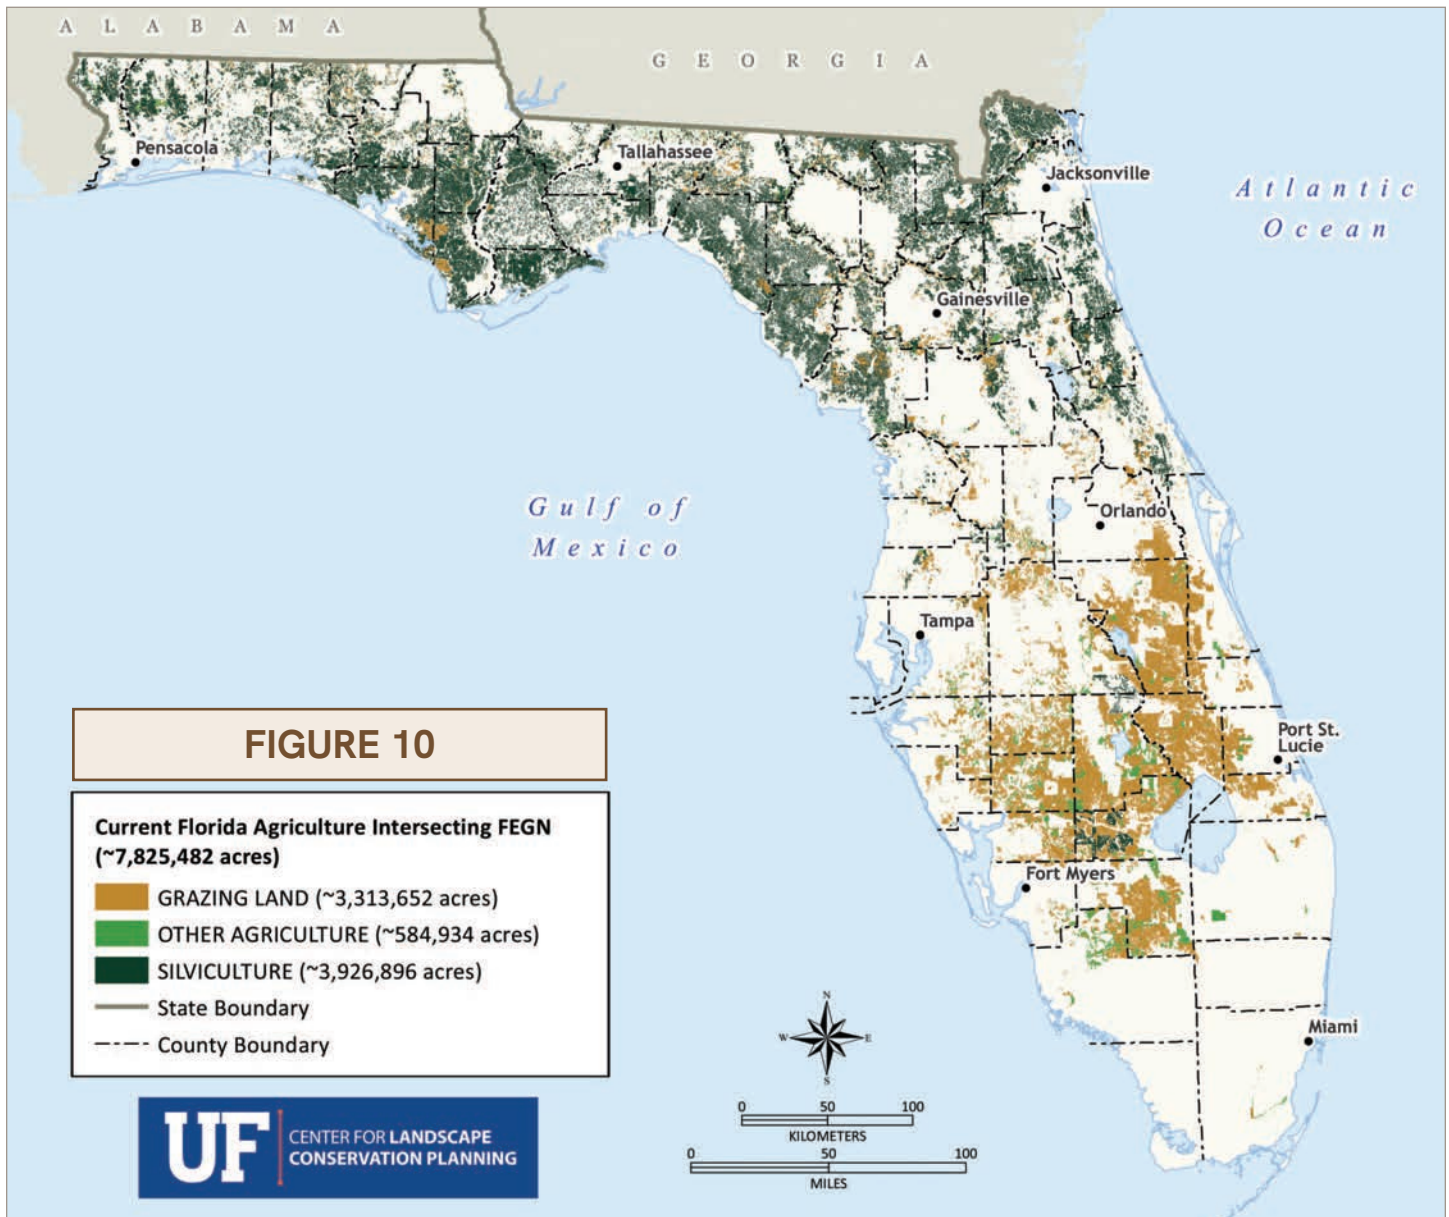 A L A B A M A
G E O R G I A
Pensacola
Tallahassee
Jacksonville
Atlantic
Ocean
Gainesville
Gulf of
Mexico
Orlando
Tampa
Port St.
Lucie
Fort Myers
Miami
FIGURE 10
Current Florida Agriculture Intersecting FEGN
(~7,825,482 acres)
GRAZING LAND (~3,313,652 acres)
OTHER AGRICULTURE (~584,934 acres)
SILVICULTURE (~3,926,896 acres)
State Boundary
County Boundary
N
W E
S
0 50 100
KILOMETERS
0 50 100
MILES
UF CENTER FOR LANDSCAPE
CONSERVATION PLANNING